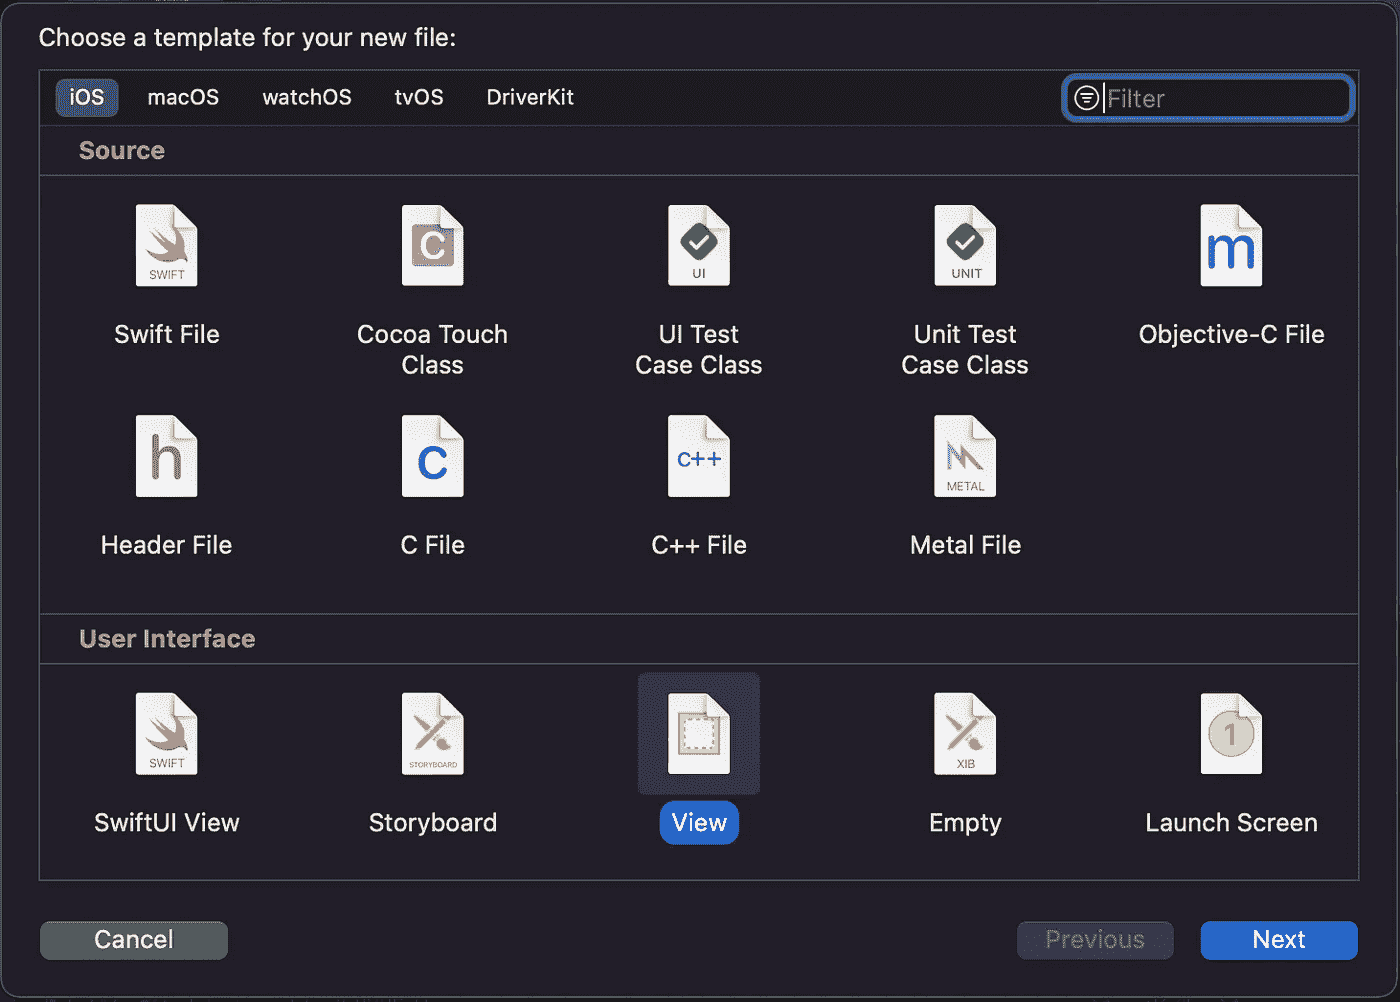 Choose a template for your new file:
iOS macOS watchOS tvOS DriverKit Filter
Source
SWIFT C UI UNIT m
Swift File Cocoa Touch UI Test Unit Test Objective-C File
Class Case Class Case Class
h C C++ METAL
Header File C File C++ File Metal File
User Interface
SWIFT STORYBOARD XIB 1
SwiftUI View Storyboard View Empty Launch Screen
Cancel Previous Next